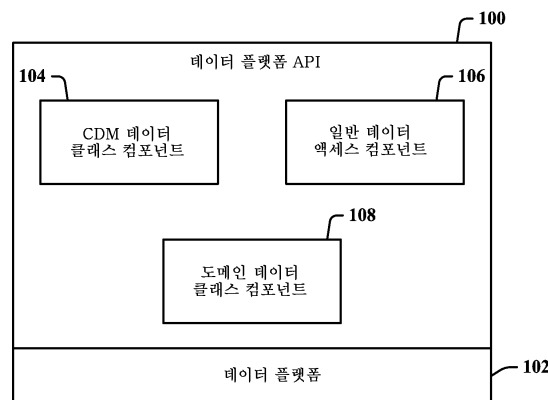 100
데이터 플랫폼 API
104
106
CDM 데이터
클래스 컴포넌트
일반 데이터
액세스 컴포넌트
108
도메인 데이터
클래스 컴포넌트
데이터 플랫폼
102